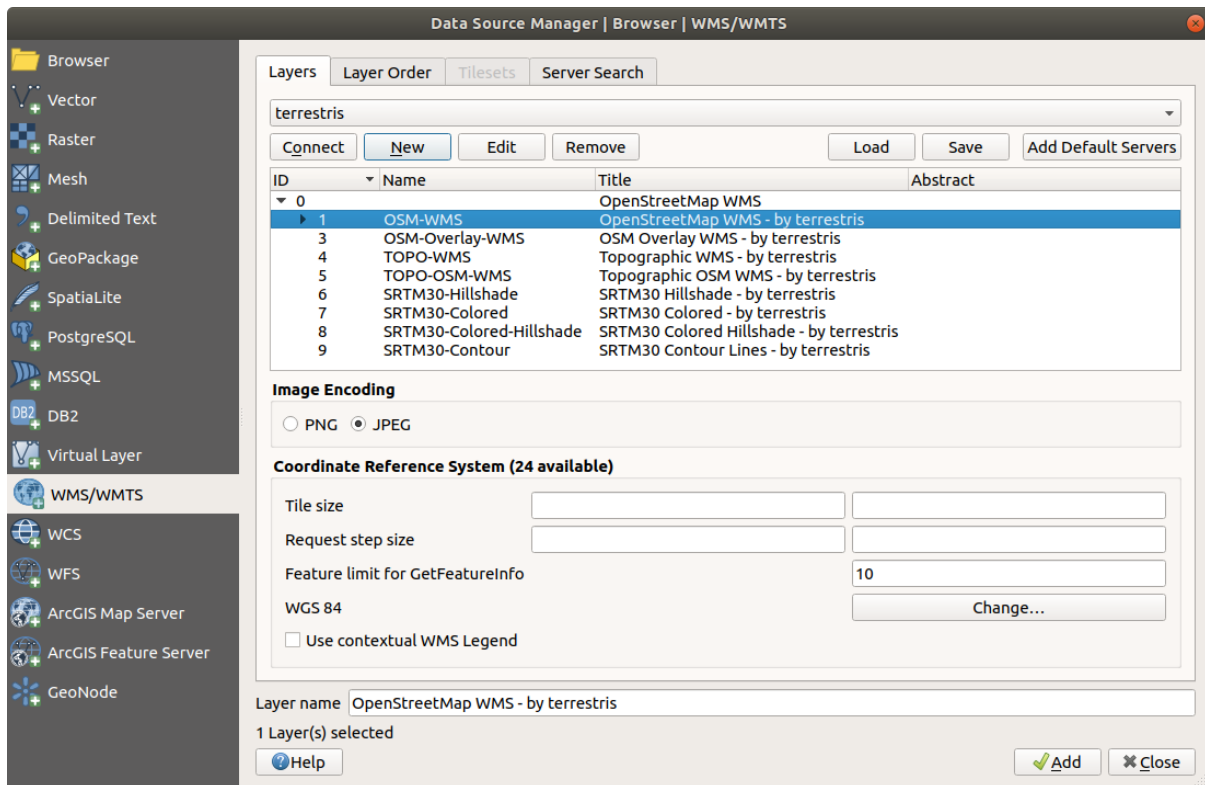 Data Source Manager | Browser | WMS/WMTS
Browser
Vector
Raster
Mesh
Delimited Text
GeoPackage
SpatiaLite
PostgreSQL
MSSQL
DB2 DB2
Virtual Layer
WMS/WMTS
WCS
WFS
ArcGIS Map Server
ArcGIS Feature Server
GeoNode
Layers Layer Order Tilesets Server Search
terrestris
Connect New Edit Remove Load Save Add Default Servers
ID Name Title Abstract
0 OpenStreetMap WMS
1 OSM-WMS OpenStreetMap WMS - by terrestris
3 OSM-Overlay-WMS OSM Overlay WMS - by terrestris
4 TOPO-WMS Topographic WMS - by terrestris
5 TOPO-OSM-WMS Topographic OSM WMS - by terrestris
6 SRTM30-Hillshade SRTM30 Hillshade - by terrestris
7 SRTM30-Colored SRTM30 Colored - by terrestris
8 SRTM30-Colored-Hillshade SRTM30 Colored Hillshade - by terrestris
9 SRTM30-Contour SRTM30 Contour Lines - by terrestris
Image Encoding
PNG JPEG
Coordinate Reference System (24 available)
Tile size
Request step size
Feature limit for GetFeatureInfo 10
WGS 84 Change...
Use contextual WMS Legend
Layer name OpenStreetMap WMS - by terrestris
1 Layer(s) selected
Help Add Close